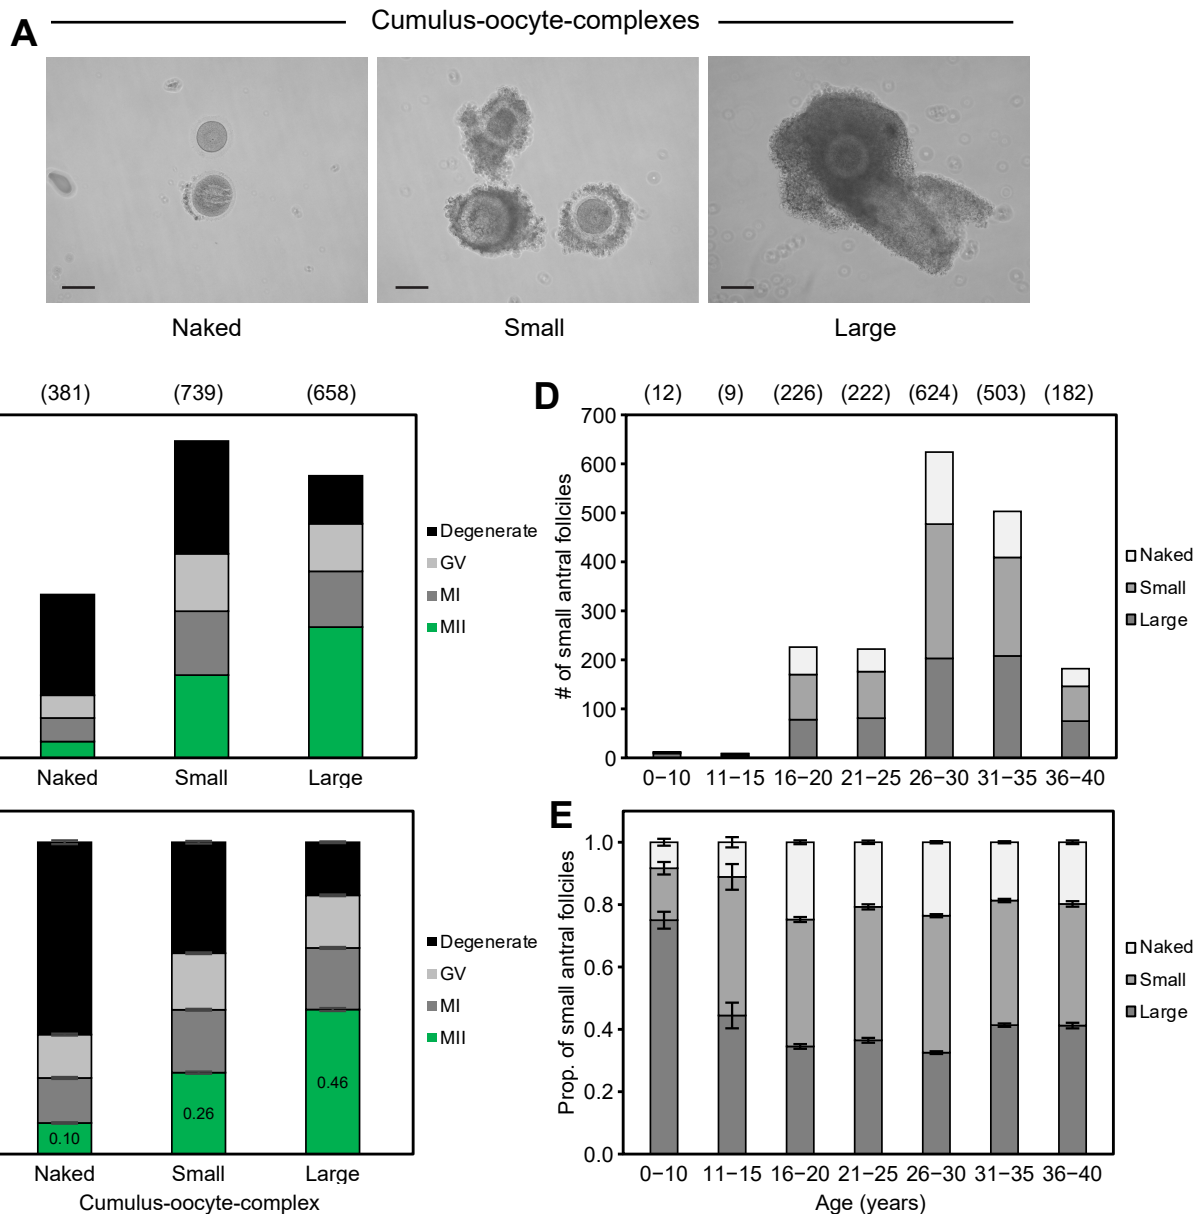 A
Cumulus-oocyte-complexes
Naked Small Large
(381) (739) (658)
Degenerate
GV
MI
MII
Naked Small Large
D
(12) (9) (226) (222) (624) (503) (182)
# of small antral follciles
700
600
500
400
300
200
100
0
0−10 11−15 16−20 21−25 26−30 31−35 36−40
Naked
Small
Large
0.10
0.26
0.46
Degenerate
GV
MI
MII
Naked Small Large
Cumulus-oocyte-complex
E
Prop. of small antral follciles
1.0
0.8
0.6
0.4
0.2
0.0
0−10 11−15 16−20 21−25 26−30 31−35 36−40
Age (years)
Naked
Small
Large